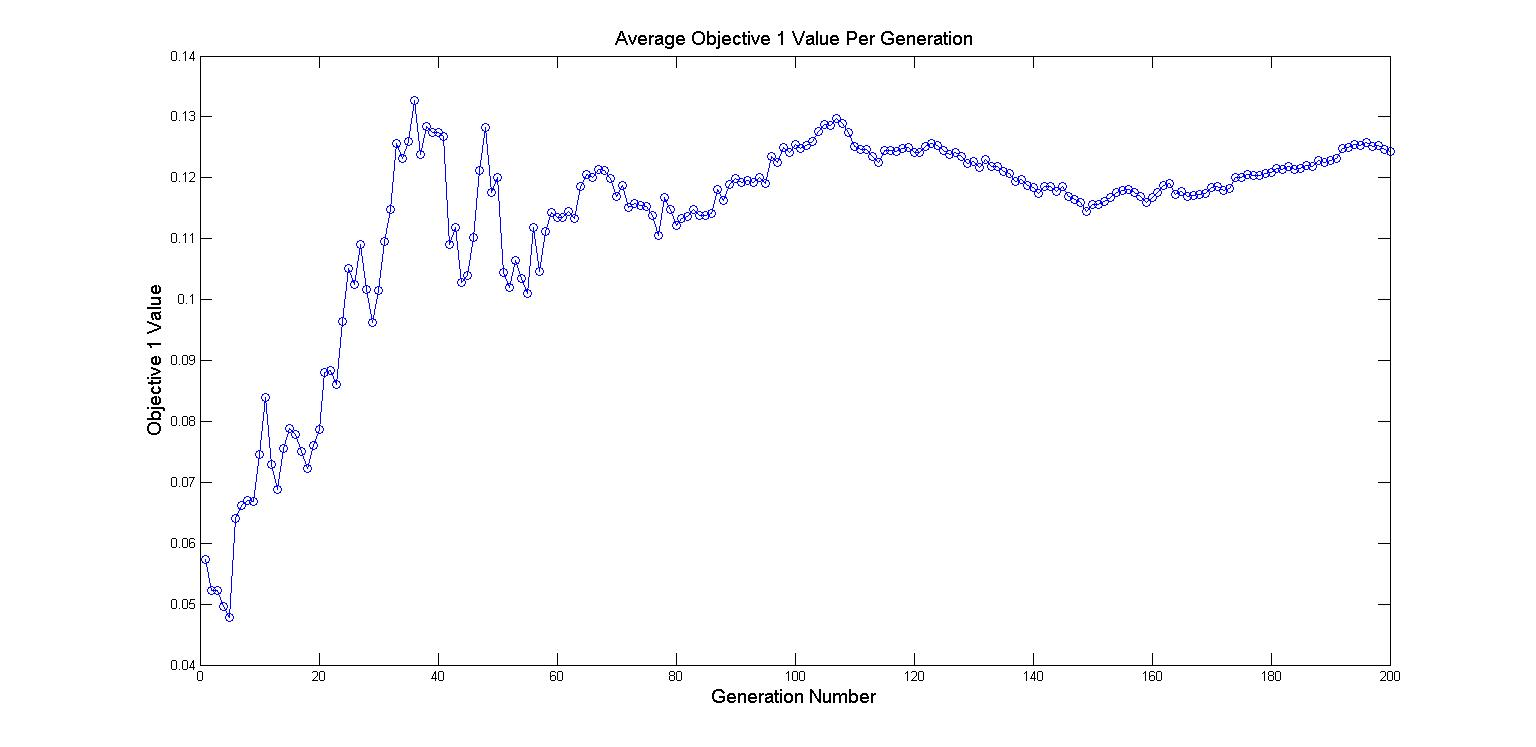 Average Objective 1 Value Per Generation
0.14
0.13
0.12
0.11
0.1
0.09
0.08
0.07
0.06
0.05
0.04
Objective 1 Value
0 20 40 60 80 100 120 140 160 180 200
Generation Number